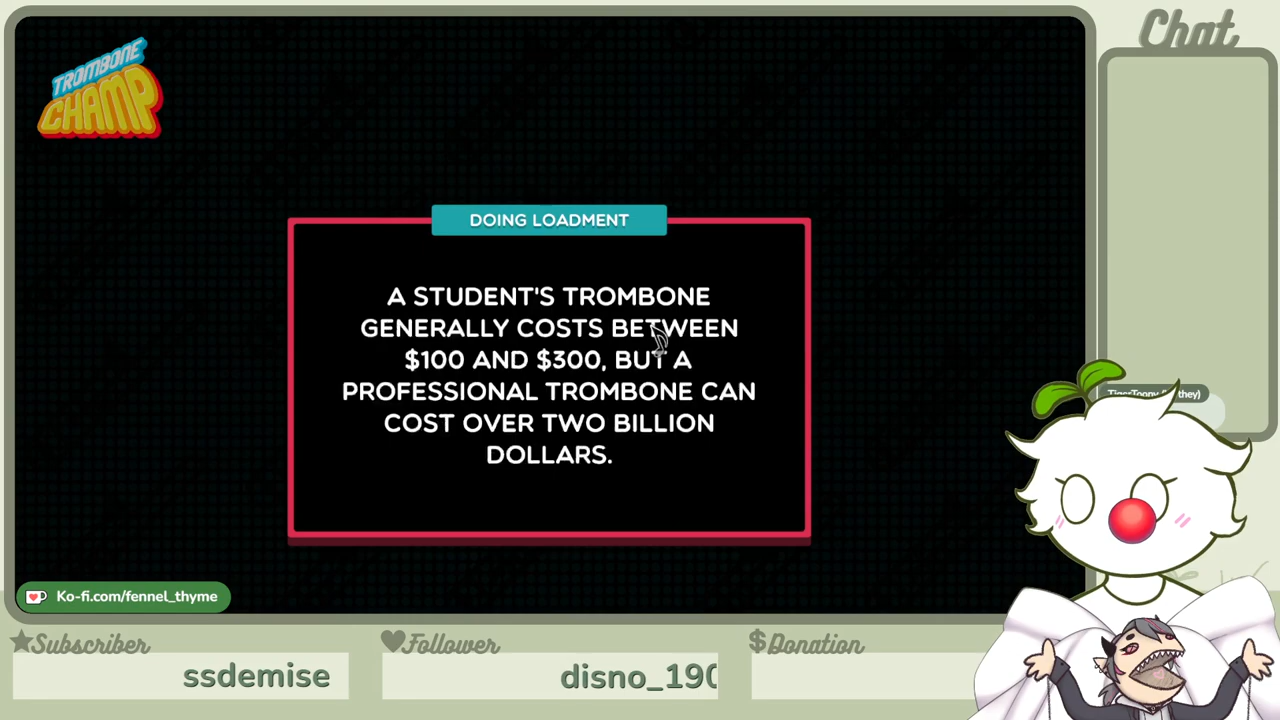 Chat
TROMBONE
CHAMP
DOING LOADMENT
A STUDENT'S TROMBONE
GENERALLY COSTS BETWEEN
$100 AND $300, BUT A
PROFESSIONAL TROMBONE CAN
COST OVER TWO BILLION
DOLLARS.
Ko-fi.com/fennel_thyme
Subscriber
Follower
$Donation
ssdemise
disno_190